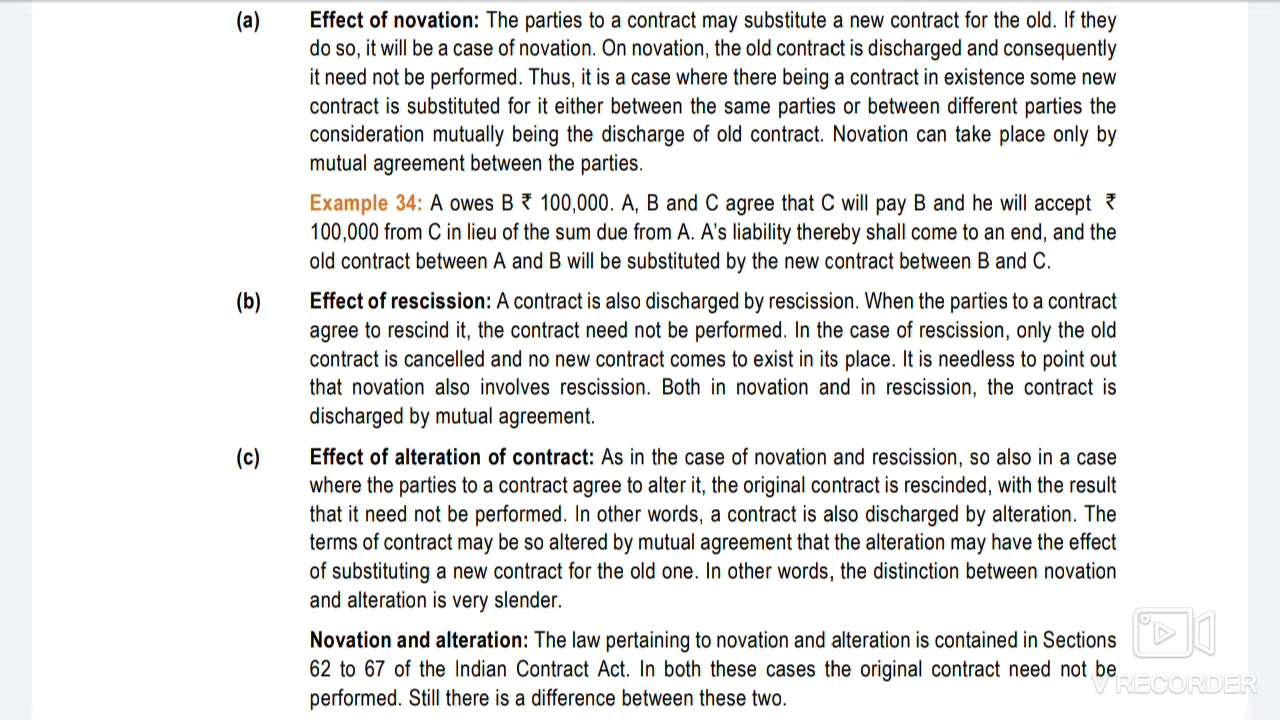 (a) Effect of novation: The parties to a contract may substitute a new contract for the old. If they
do so, it will be a case of novation. On novation, the old contract is discharged and consequently
it need not be performed. Thus, it is a case where there being a contract in existence some new
contract is substituted for it either between the same parties or between different parties the
consideration mutually being the discharge of old contract. Novation can take place only by
mutual agreement between the parties.
Example 34: A owes B ₹ 100,000. A, B and C agree that C will pay B and he will accept ₹
100,000 from C in lieu of the sum due from A. A's liability thereby shall come to an end, and the
old contract between A and B will be substituted by the new contract between B and C.
(b) Effect of rescission: A contract is also discharged by rescission. When the parties to a contract
agree to rescind it, the contract need not be performed. In the case of rescission, only the old
contract is cancelled and no new contract comes to exist in its place. It is needless to point out
that novation also involves rescission. Both in novation and in rescission, the contract is
discharged by mutual agreement.
(c) Effect of alteration of contract: As in the case of novation and rescission, so also in a case
where the parties to a contract agree to alter it, the original contract is rescinded, with the result
that it need not be performed. In other words, a contract is also discharged by alteration. The
terms of contract may be so altered by mutual agreement that the alteration may have the effect
of substituting a new contract for the old one. In other words, the distinction between novation
and alteration is very slender.
Novation and alteration: The law pertaining to novation and alteration is contained in Sections
62 to 67 of the Indian Contract Act. In both these cases the original contract need not be
performed. Still there is a difference between these two.
V RECORDER